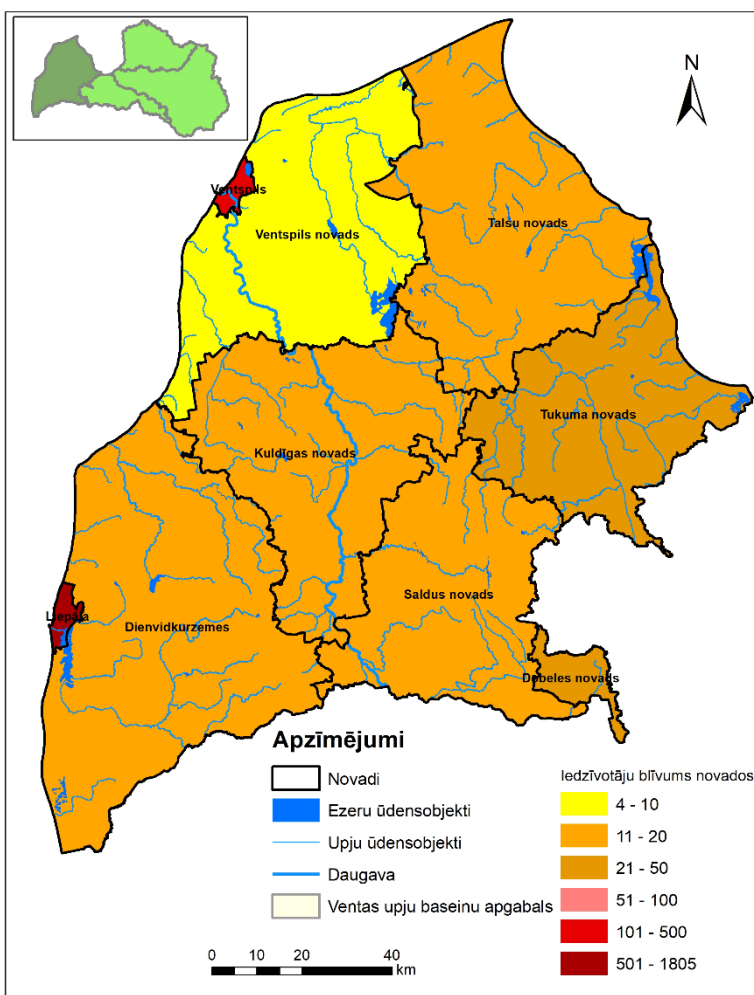 N
Ventspils
Talsu novads
Ventspils novads
Tukuma novads
Kuldīgas novads
Saldus novads
Liepāja
Dienvidkurzemes
Dobeles novads
Apzīmējumi
Novadi
Ezeru ūdensobjekti
Upju ūdensobjekti
Daugava
Ventas upju baseinu apgabals
Iedzīvotāju blīvums novados
4 - 10
11 - 20
21 - 50
51 - 100
101 - 500
501 - 1805
0 10 20 40
km